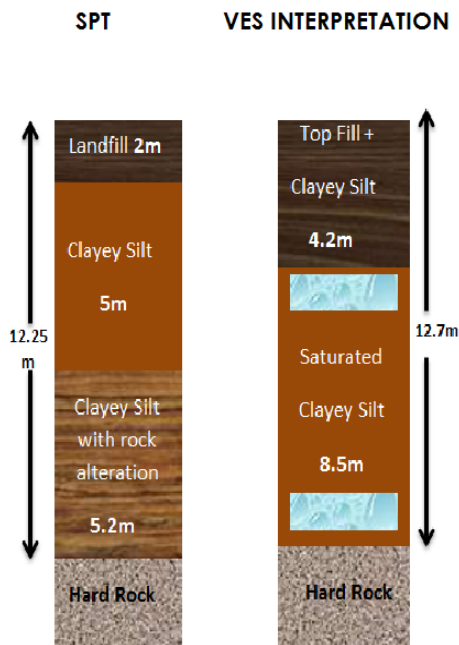 SPT
VES INTERPRETATION
Landfill 2m
Clayey Silt
5m
12.25
m
Clayey Silt
with rock
alteration
5.2m
Hard Rock
Top Fill +
Clayey Silt
4.2m
Saturated
Clayey Silt
8.5m
12.7m
Hard Rock